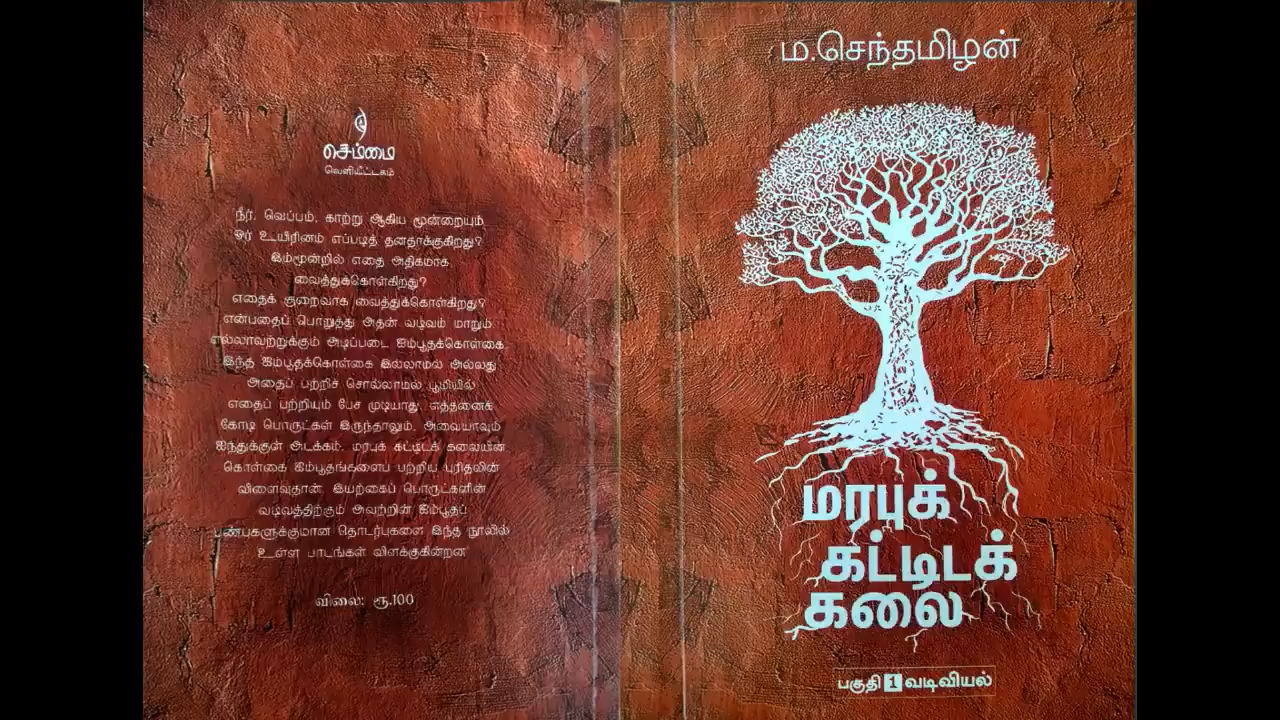 செம்மை
வெளியீட்டகம்
நீர், வெப்பம், காற்று ஆகிய மூன்றையும்
ஓர் உயிரினம் எப்படித் தனதாக்குகிறது?
இம்மூன்றில் எதை அதிகமாக
வைத்துக்கொள்கிறது?
எதைக் குறைவாக வைத்துக்கொள்கிறது?
என்பதைப் பொறுத்து அதன் வடிவம் மாறும்.
எல்லாவற்றுக்கும் அடிப்படை ஐம்பூதக்கொள்கை.
இந்த ஐம்பூதக்கொள்கை இல்லாமல் அல்லது
அதைப் பற்றிச் சொல்லாமல் பூமியில்
எதைப் பற்றியும் பேச முடியாது. எத்தனைக்
கோடி பொருட்கள் இருந்தாலும், அவையாவும்
ஐந்துக்குள் அடக்கம். மரபுக் கட்டிடக் கலையின்
கொள்கை ஐம்பூதங்களைப் பற்றிய புரிதலின்
விளைவுதான். இயற்கைப் பொருட்களின்
வடிவத்திற்கும் அவற்றின் ஐம்பூதப்
பண்புகளுக்குமான தொடர்புகளை இந்த நூலில்
உள்ள பாடங்கள் விளக்குகின்றன
விலை: ரூ.100
ம.செந்தமிழன்
மரபுக்
கட்டிடக்
கலை
பகுதி 1 வடிவியல்